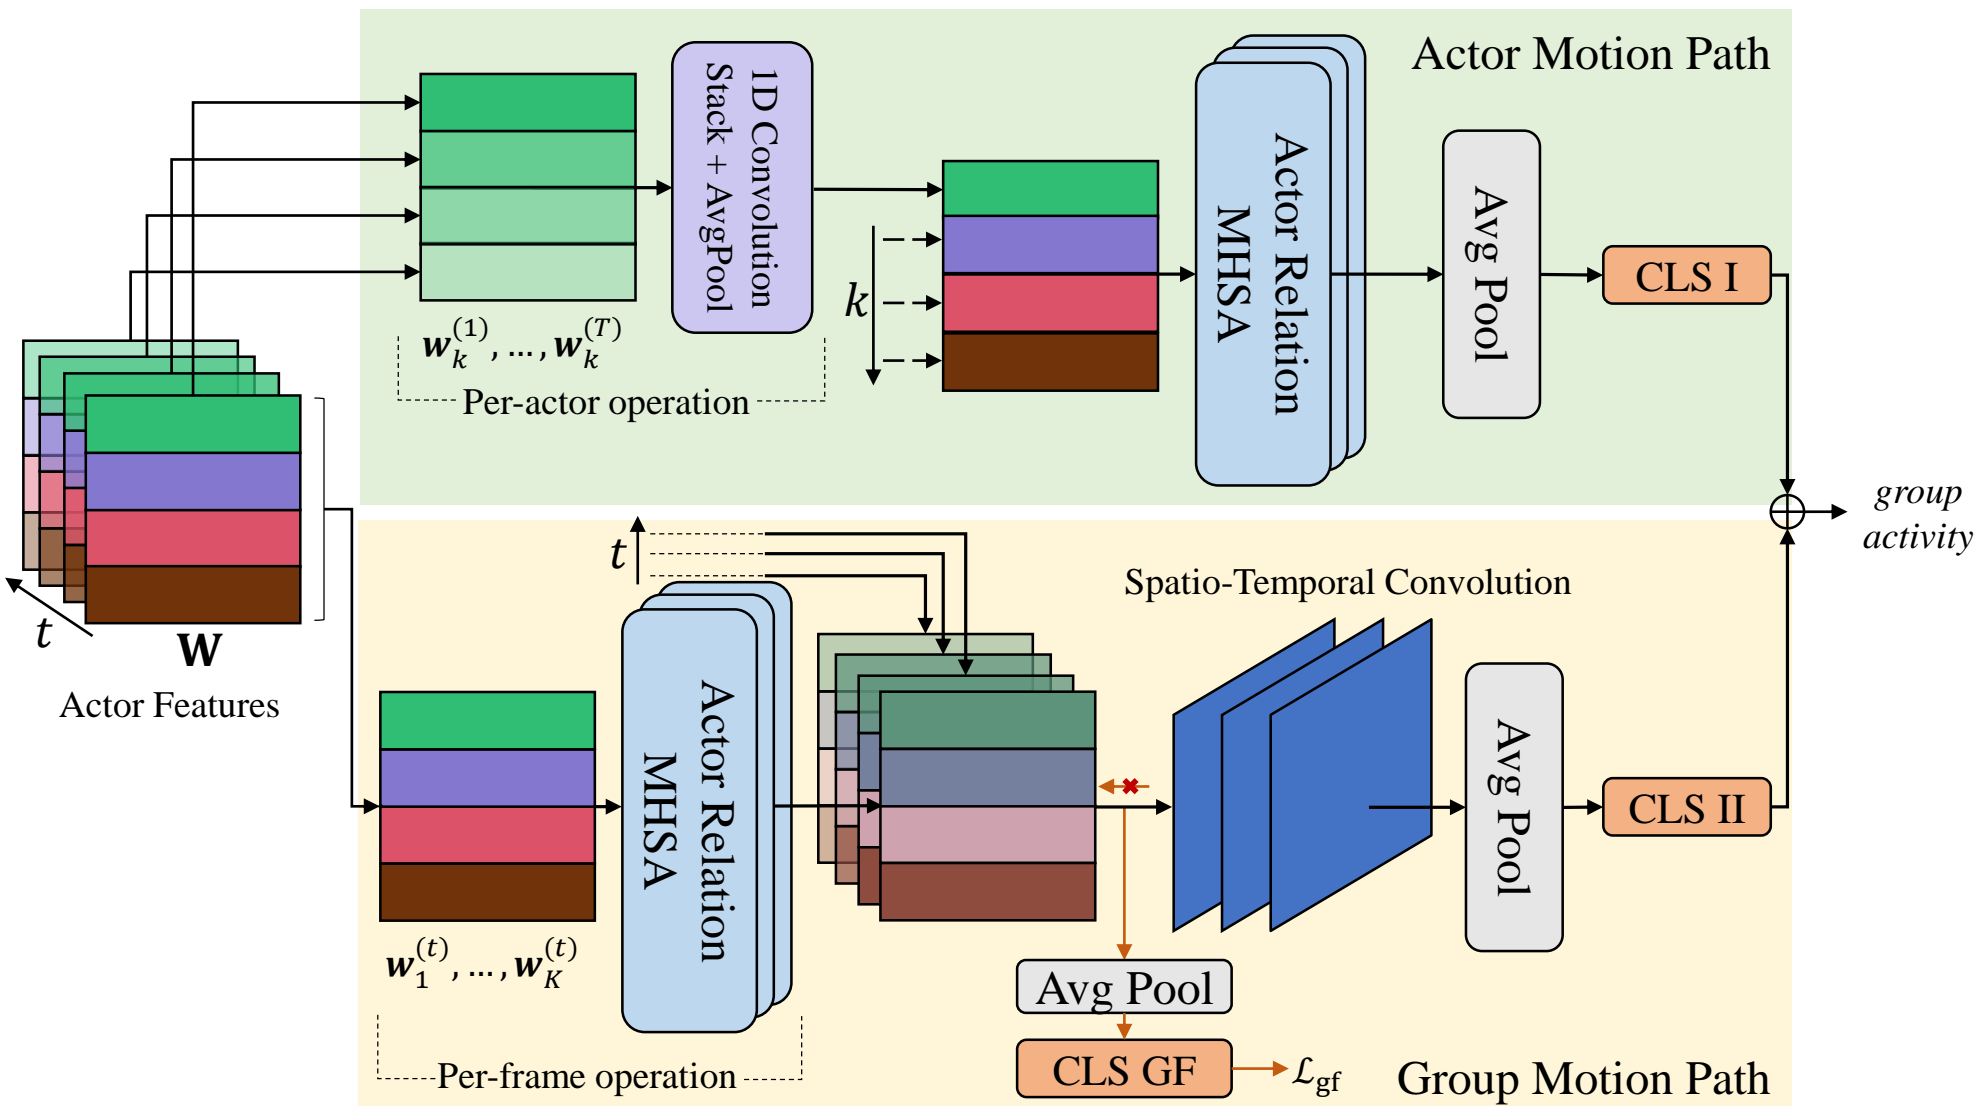 Actor Motion Path
1D Convolution
Stack + AvgPool
Actor Relation
MHSA
Avg Pool
CLS I
k
w_k^{(1)}, ..., w_k^{(T)}
Per-actor operation
group
activity
t
W
Actor Features
t
Spatio-Temporal Convolution
Actor Relation
MHSA
Avg Pool
CLS II
w_1^{(t)}, ..., w_K^{(t)}
Per-frame operation
Avg Pool
CLS GF
ℒ_gf
Group Motion Path